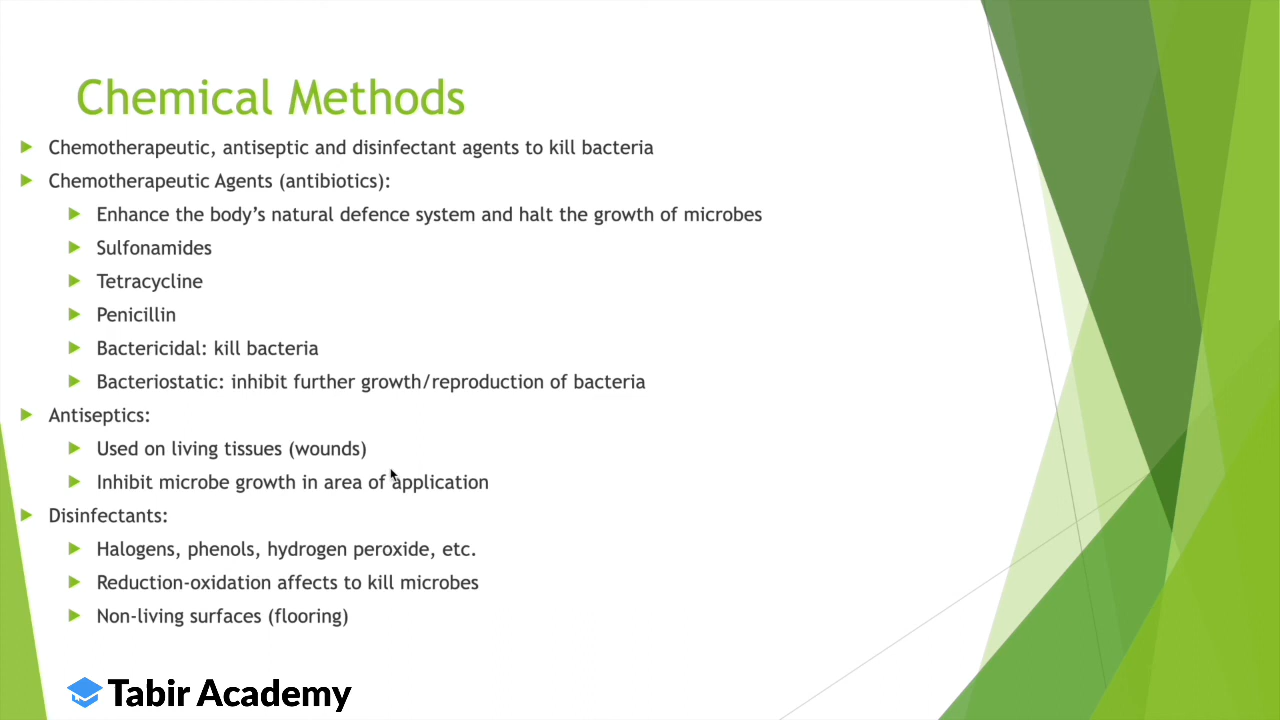 Chemical Methods
Chemotherapeutic, antiseptic and disinfectant agents to kill bacteria
Chemotherapeutic Agents (antibiotics):
Enhance the body’s natural defence system and halt the growth of microbes
Sulfonamides
Tetracycline
Penicillin
Bactericidal: kill bacteria
Bacteriostatic: inhibit further growth/reproduction of bacteria
Antiseptics:
Used on living tissues (wounds)
Inhibit microbe growth in area of application
Disinfectants:
Halogens, phenols, hydrogen peroxide, etc.
Reduction-oxidation affects to kill microbes
Non-living surfaces (flooring)
Tabir Academy